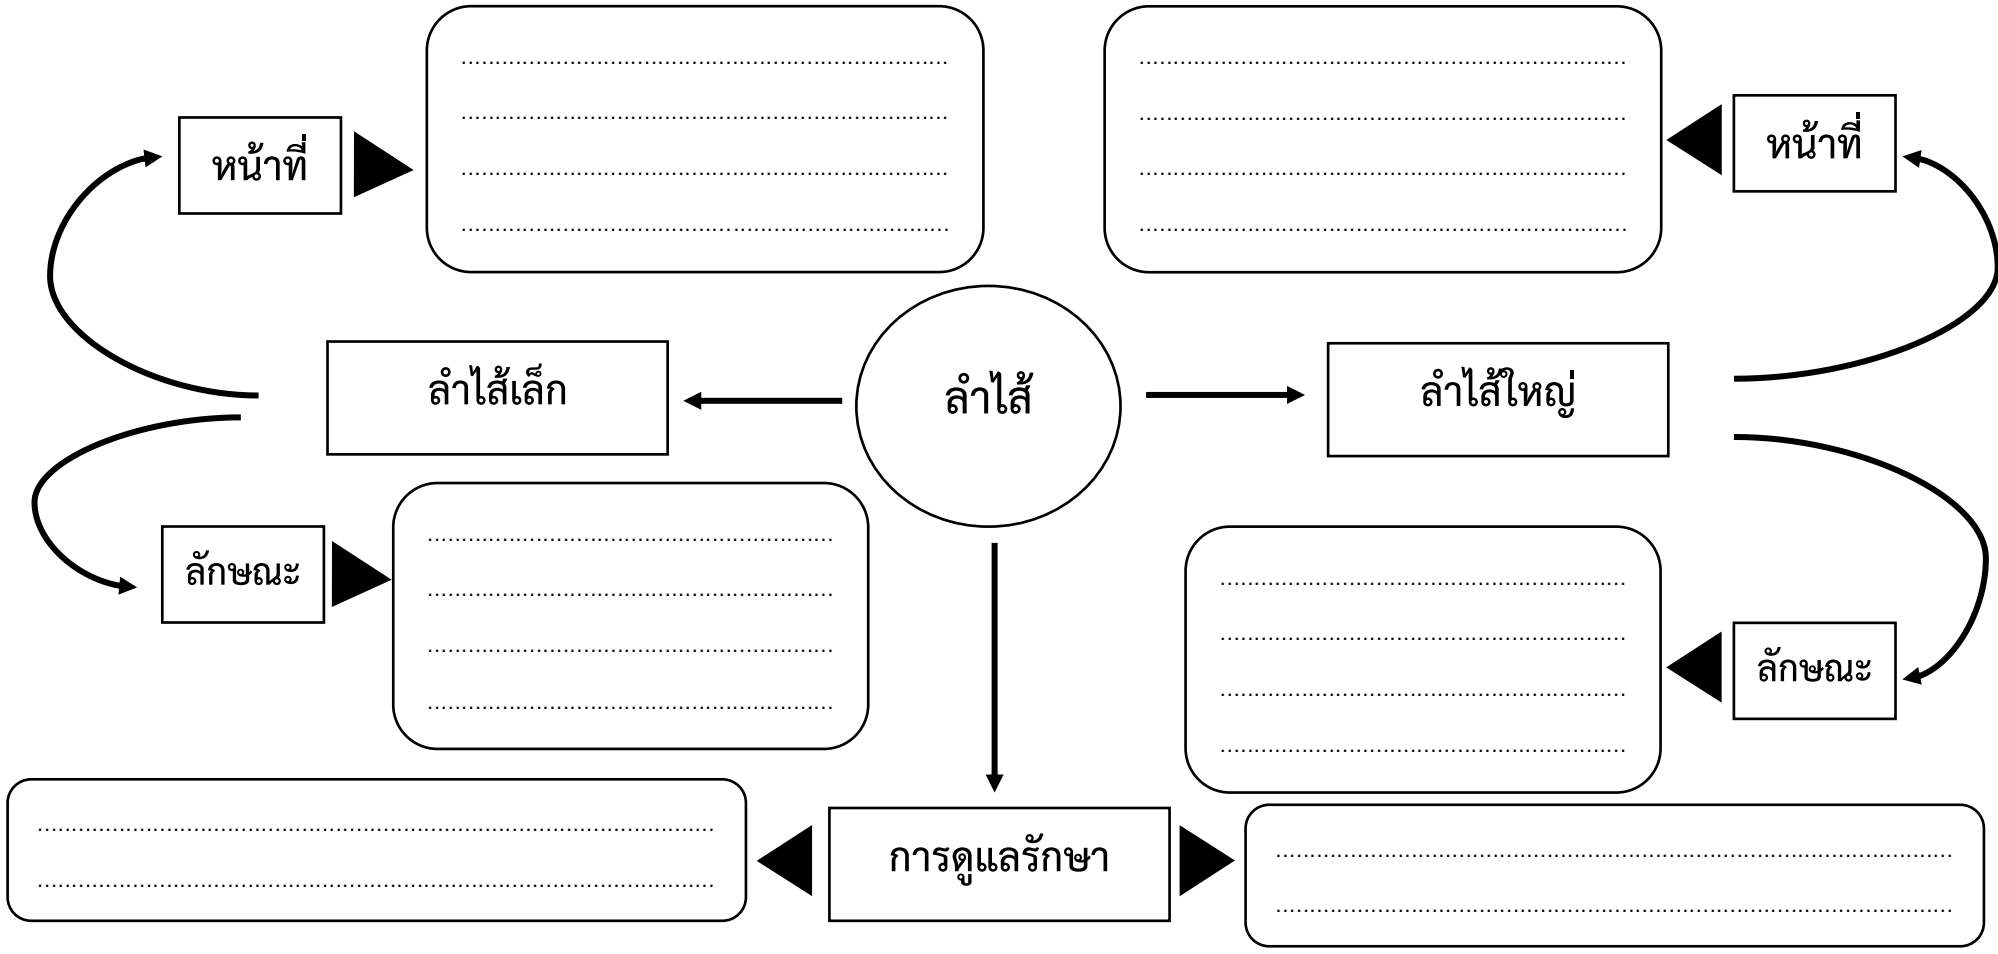 หน้าที่
หน้าที่
ลำไส้เล็ก
ลำไส้
ลำไส้ใหญ่
ลักษณะ
ลักษณะ
การดูแลรักษา